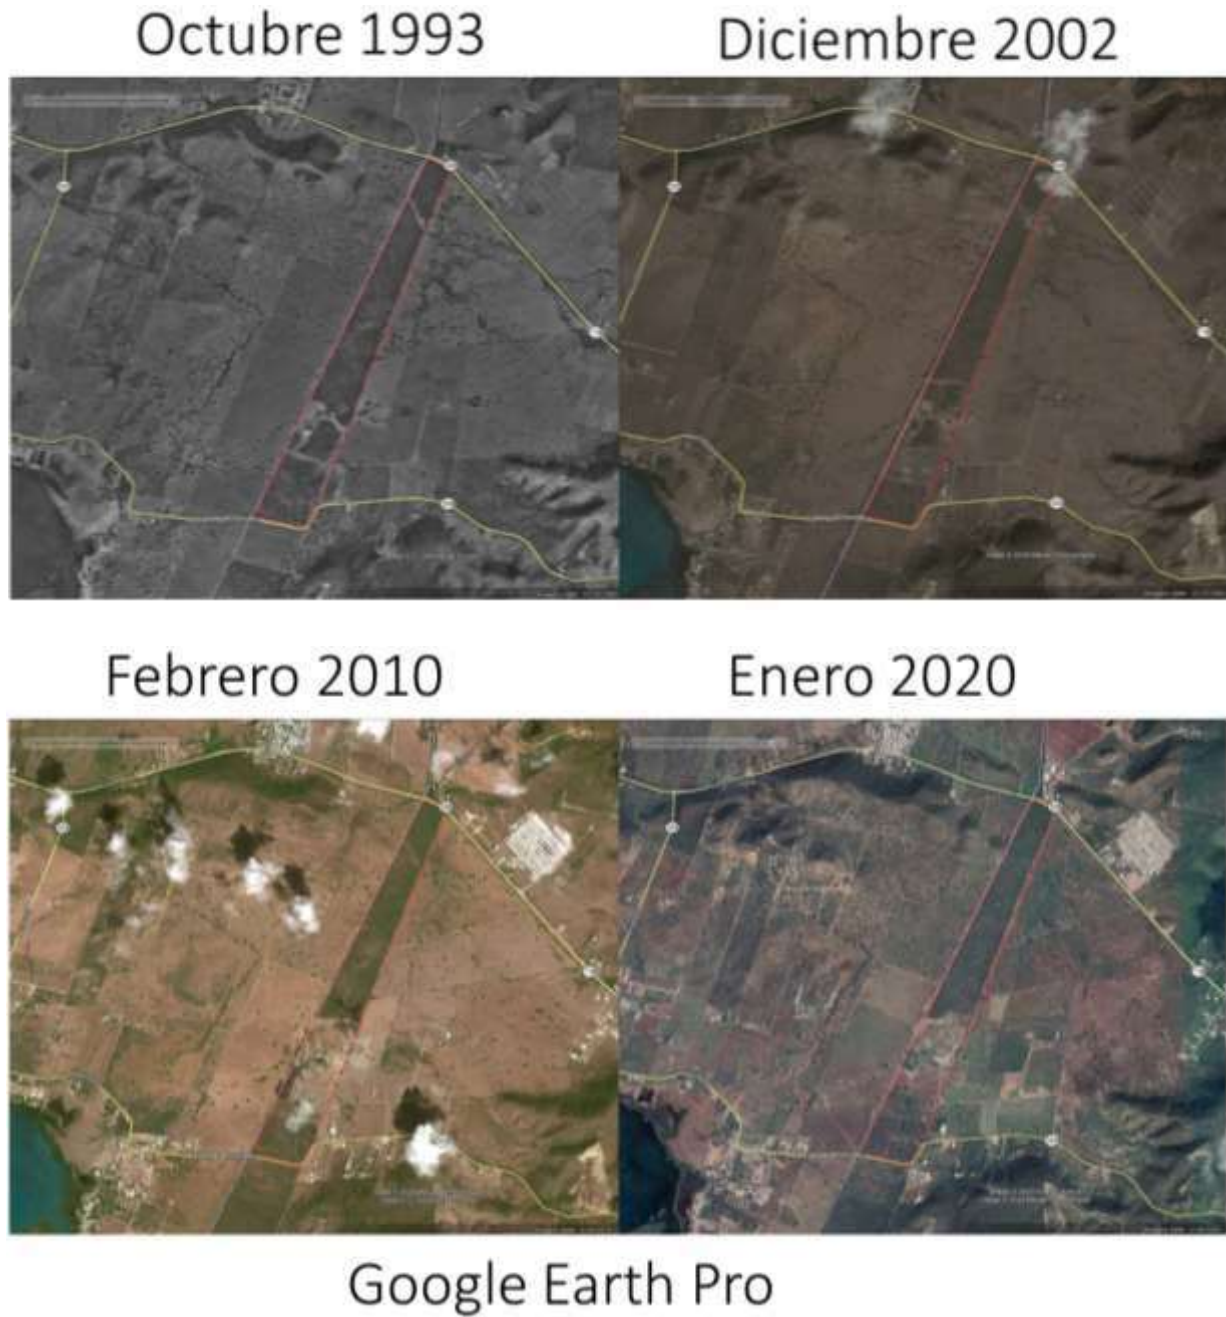 Octubre 1993
Diciembre 2002
Febrero 2010
Enero 2020
Google Earth Pro